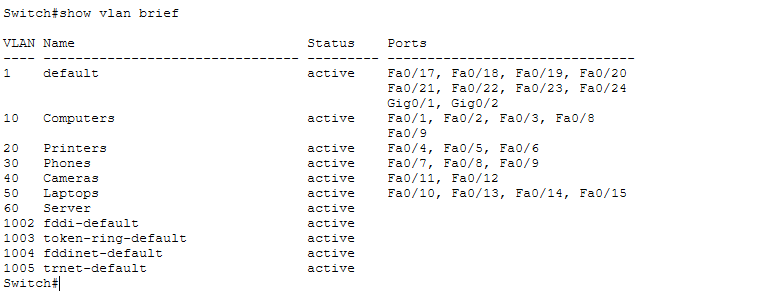 Switch#show vlan brief
VLAN Name                             Status    Ports
---- -------------------------------- --------- -------------------------------
1    default                          active    Fa0/17, Fa0/18, Fa0/19, Fa0/20
                                                Fa0/21, Fa0/22, Fa0/23, Fa0/24
                                                Gig0/1, Gig0/2
10   Computers                        active    Fa0/1, Fa0/2, Fa0/3, Fa0/8
                                                Fa0/9
20   Printers                         active    Fa0/4, Fa0/5, Fa0/6
30   Phones                           active    Fa0/7, Fa0/8, Fa0/9
40   Cameras                          active    Fa0/11, Fa0/12
50   Laptops                          active    Fa0/10, Fa0/13, Fa0/14, Fa0/15
60   Server                           active
1002 fddi-default                     active
1003 token-ring-default               active
1004 fddinet-default                  active
1005 trnet-default                    active
Switch#